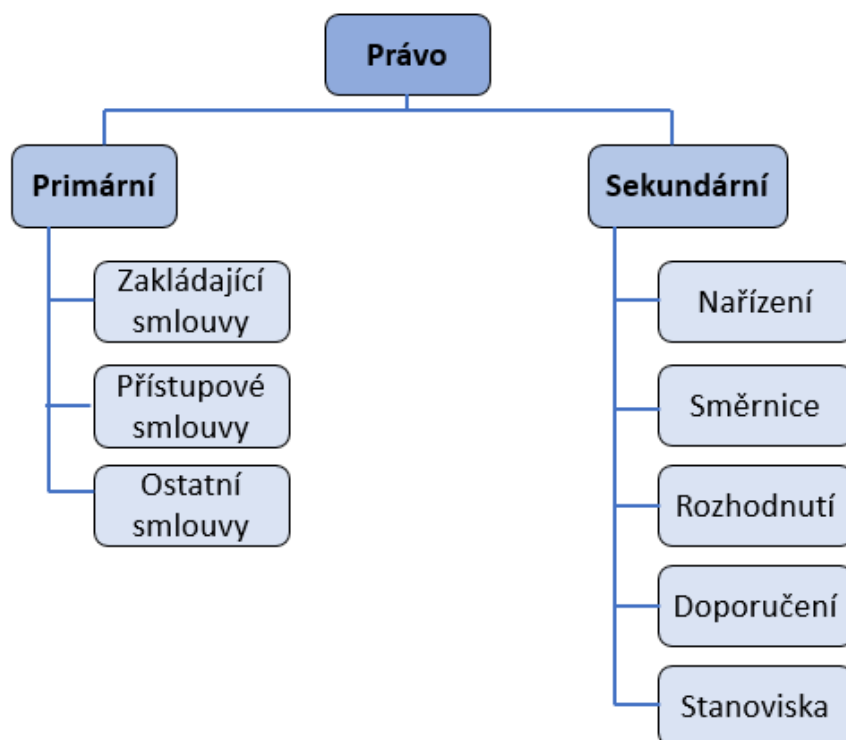 Právo
Primární
Zakládající
smlouvy
Přístupové
smlouvy
Ostatní
smlouvy
Sekundární
Nařízení
Směrnice
Rozhodnutí
Doporučení
Stanoviska